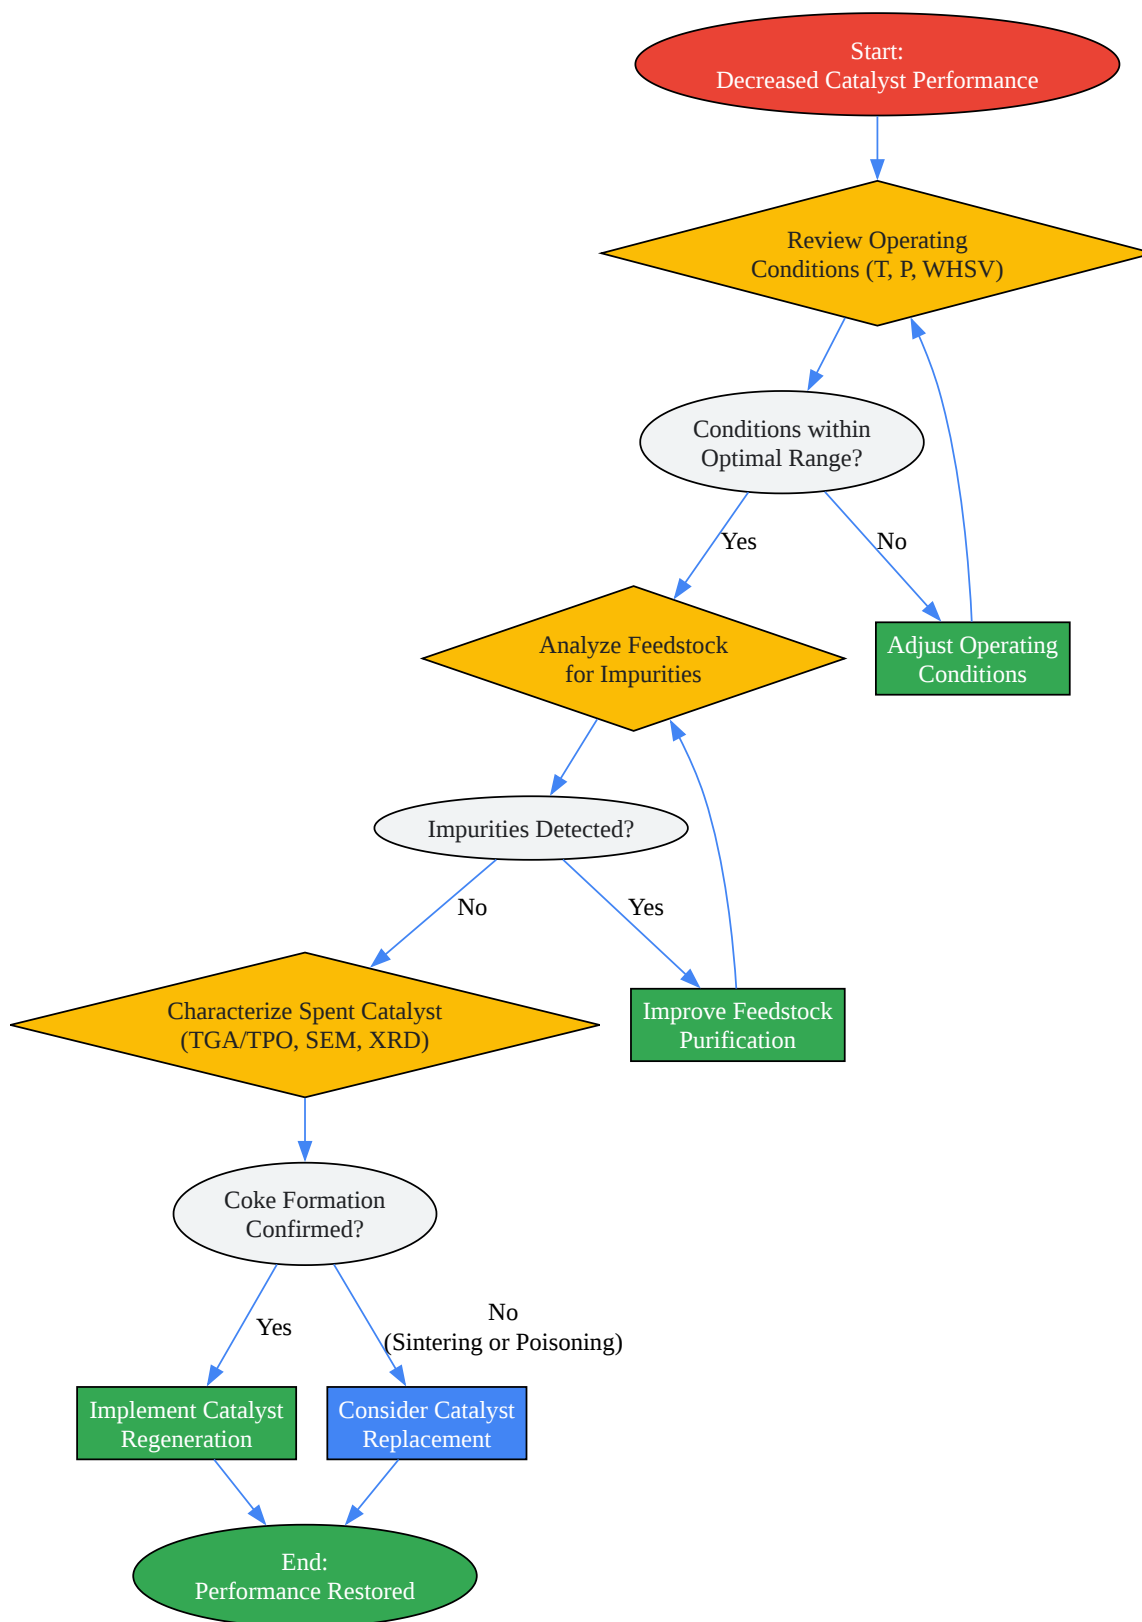 Start:
Decreased Catalyst Performance
Review Operating
Conditions (T, P, WHSV)
Conditions within
Optimal Range?
Yes
No
Analyze Feedstock
for Impurities
Adjust Operating
Conditions
Impurities Detected?
No
Yes
Characterize Spent Catalyst
(TGA/TPO, SEM, XRD)
Improve Feedstock
Purification
Coke Formation
Confirmed?
Yes
No
(Sintering or Poisoning)
Implement Catalyst
Regeneration
Consider Catalyst
Replacement
End:
Performance Restored